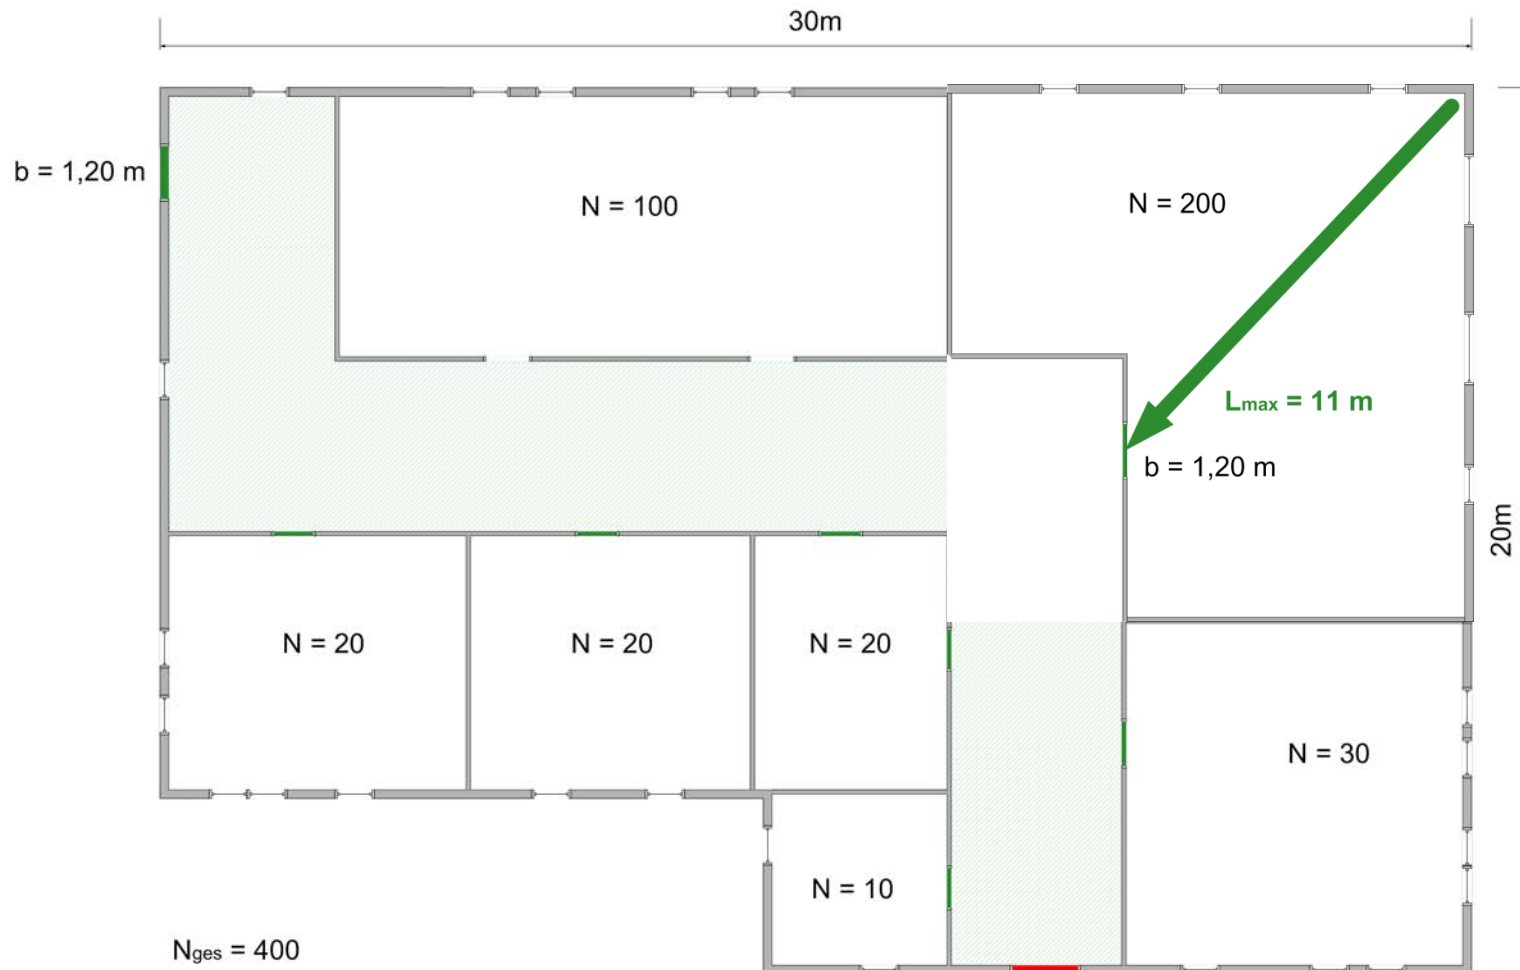 30m
b = 1,20 m
N = 100
N = 200
Lmax = 11 m
b = 1,20 m
20m
N = 20
N = 20
N = 20
N = 30
N = 10
Nges = 400